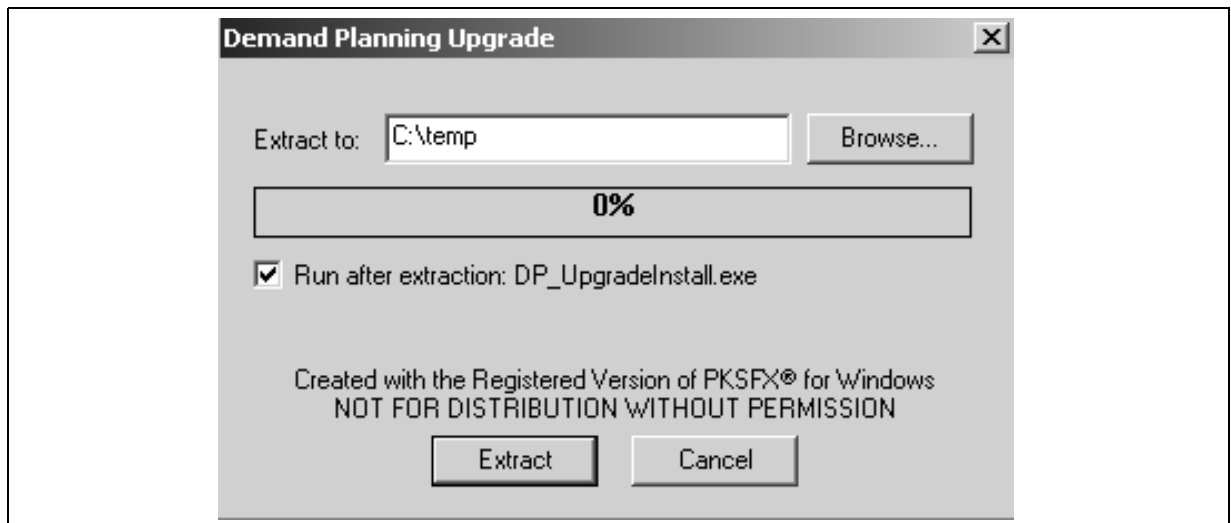 Demand Planning Upgrade
Extract to: C:\temp Browse...
0%
Run after extraction: DP_UpgradeInstall.exe
Created with the Registered Version of PKSFX® for Windows
NOT FOR DISTRIBUTION WITHOUT PERMISSION
Extract Cancel